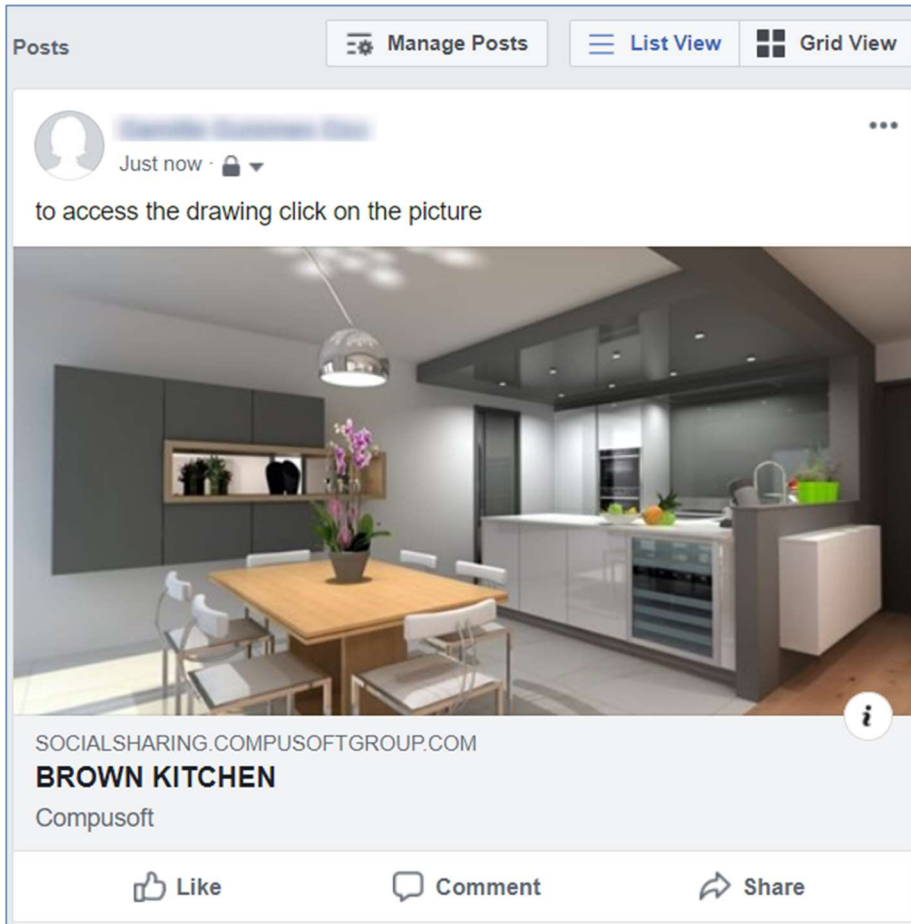 Posts
Manage Posts
List View
Grid View
Just now ·
to access the drawing click on the picture
SOCIALSHARING.COMPUSOFTGROUP.COM
BROWN KITCHEN
Compusoft
Like
Comment
Share